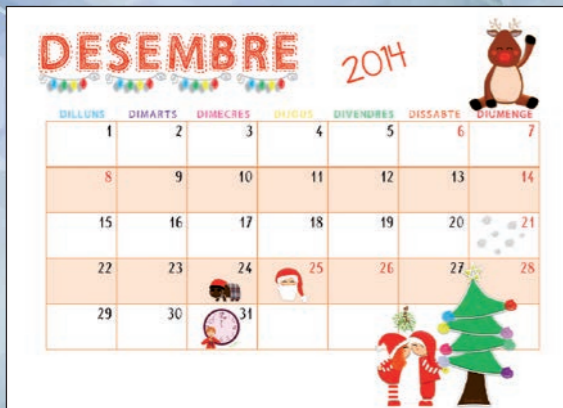 DESEMBRE
2014
DILLUNS DIMARTS DIMECRES DIJOUS DIVENDRES DISSABTE DIUMENGE
1 2 3 4 5 6 7
8 9 10 11 12 13 14
15 16 17 18 19 20 21
22 23 24 25 26 27 28
29 30 31